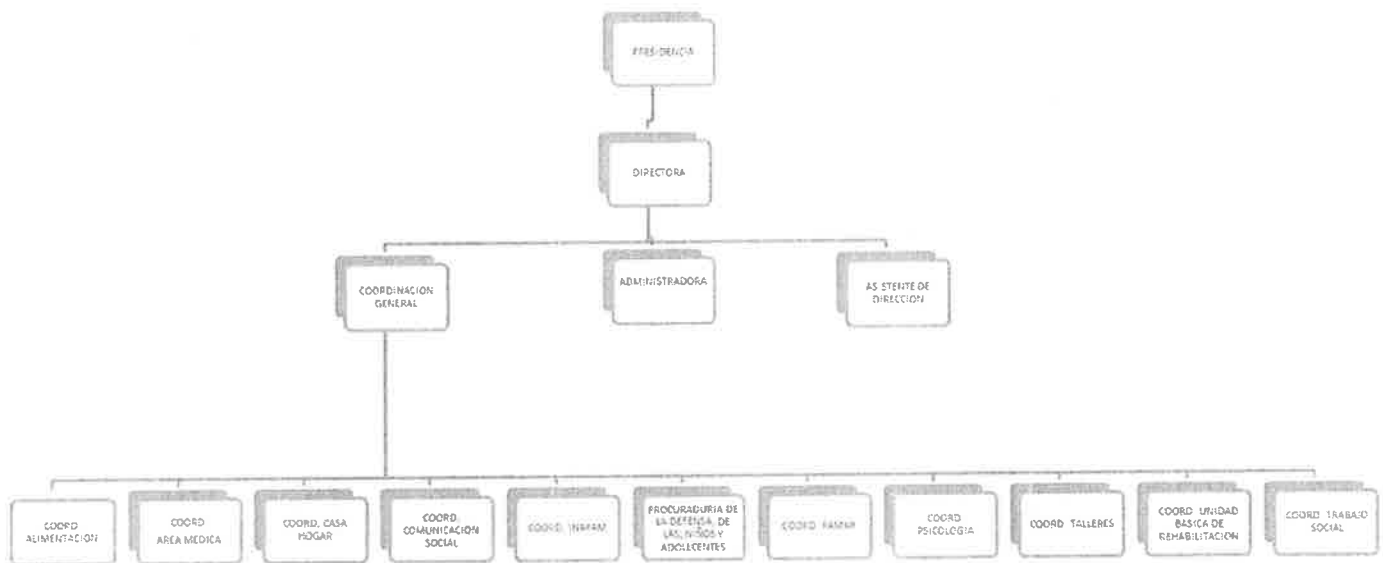 PRESIDENCIA
DIRECTORA
COORDINACION
GENERAL
ADMINISTRADORA
ASISTENTE DE
DIRECCION
COORD
ALIMENTACION
COORD
AREA MEDICA
COORD. CASA
HOGAR
COORD.
COMUNICACION
SOCIAL
COORD. INAPAM
PROCURADURIA DE
LA DEFENSA, DE
LAS, NIÑOS Y
ADOLECENTES
COORD
COORD
PSICOLOGIA
COORD TALLERES
COORD UNIDAD
BASICA DE
REHABILITACION
COORD TRABAJO
SOCIAL